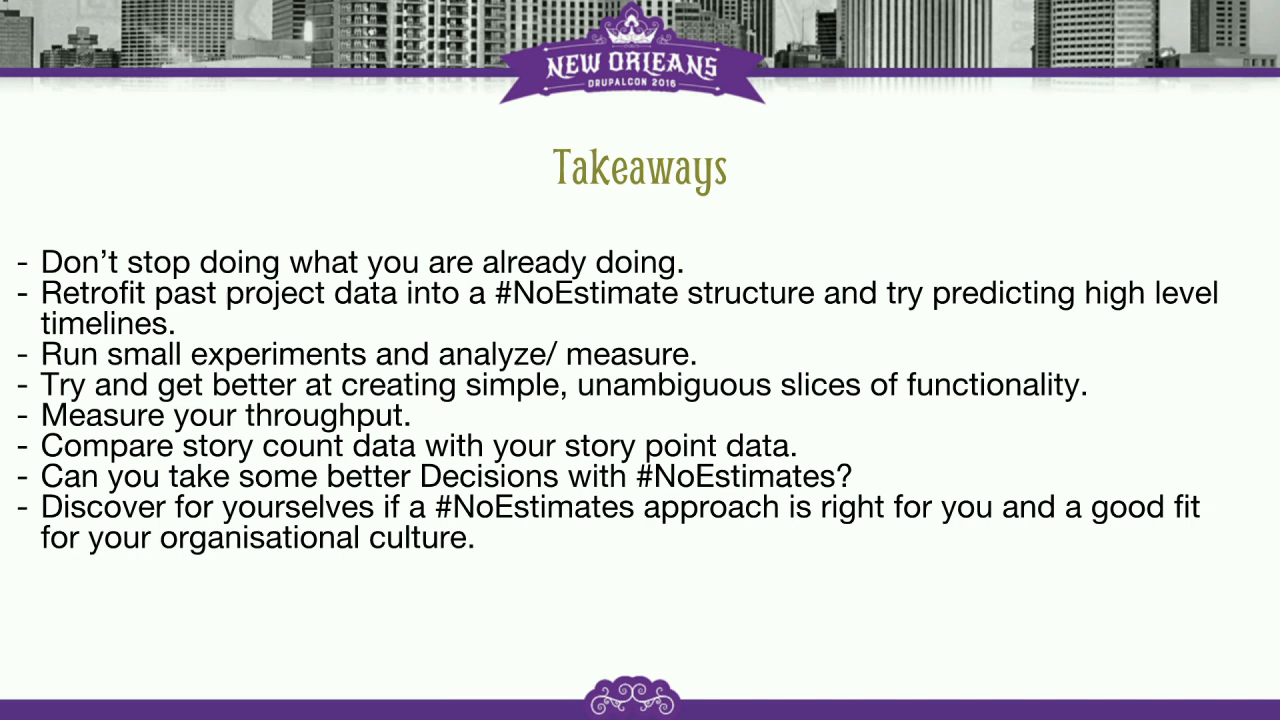 NEW ORLEANS
DRUPALCON 2016
Takeaways
- Don’t stop doing what you are already doing.
- Retrofit past project data into a #NoEstimate structure and try predicting high level
timelines.
- Run small experiments and analyze/ measure.
- Try and get better at creating simple, unambiguous slices of functionality.
- Measure your throughput.
- Compare story count data with your story point data.
- Can you take some better Decisions with #NoEstimates?
- Discover for yourselves if a #NoEstimates approach is right for you and a good fit
for your organisational culture.